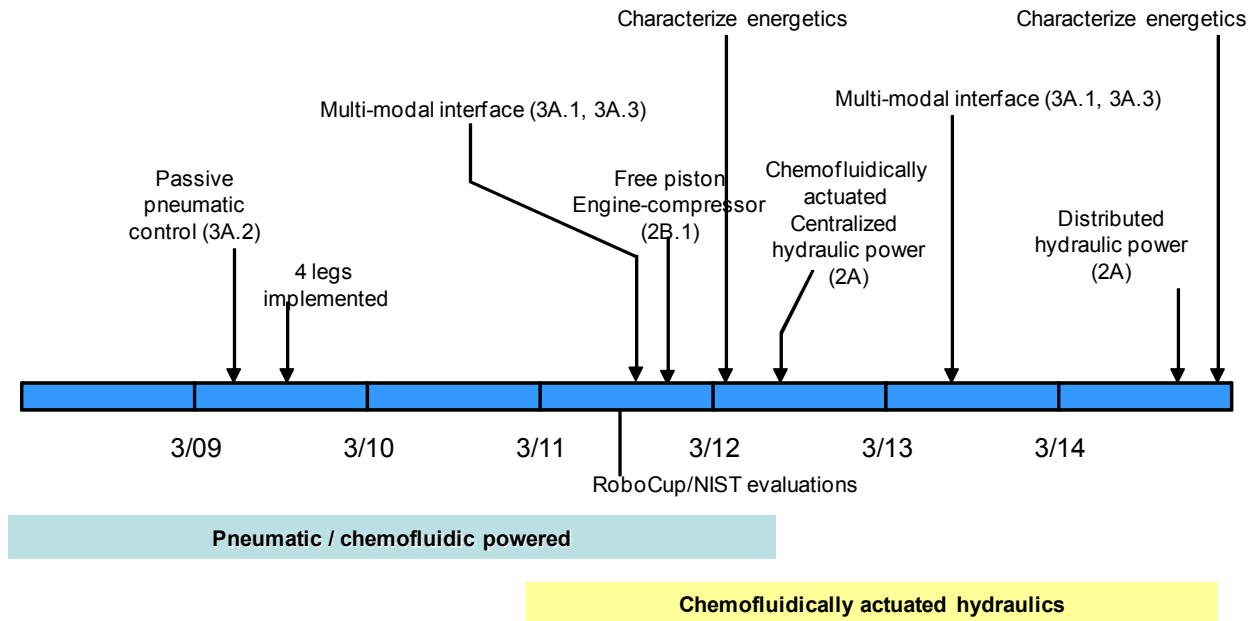 Characterize energetics
Characterize energetics
Multi-modal interface (3A.1, 3A.3)
Multi-modal interface (3A.1, 3A.3)
Passive
pneumatic
control (3A.2)
4 legs
implemented
Free piston
Engine-compressor
(2B.1)
Chemofluidically
actuated
Centralized
hydraulic power
(2A)
Distributed
hydraulic power
(2A)
3/09
3/10
3/11
3/12
3/13
3/14
RoboCup/NIST evaluations
Pneumatic / chemofluidic powered
Chemofluidically actuated hydraulics